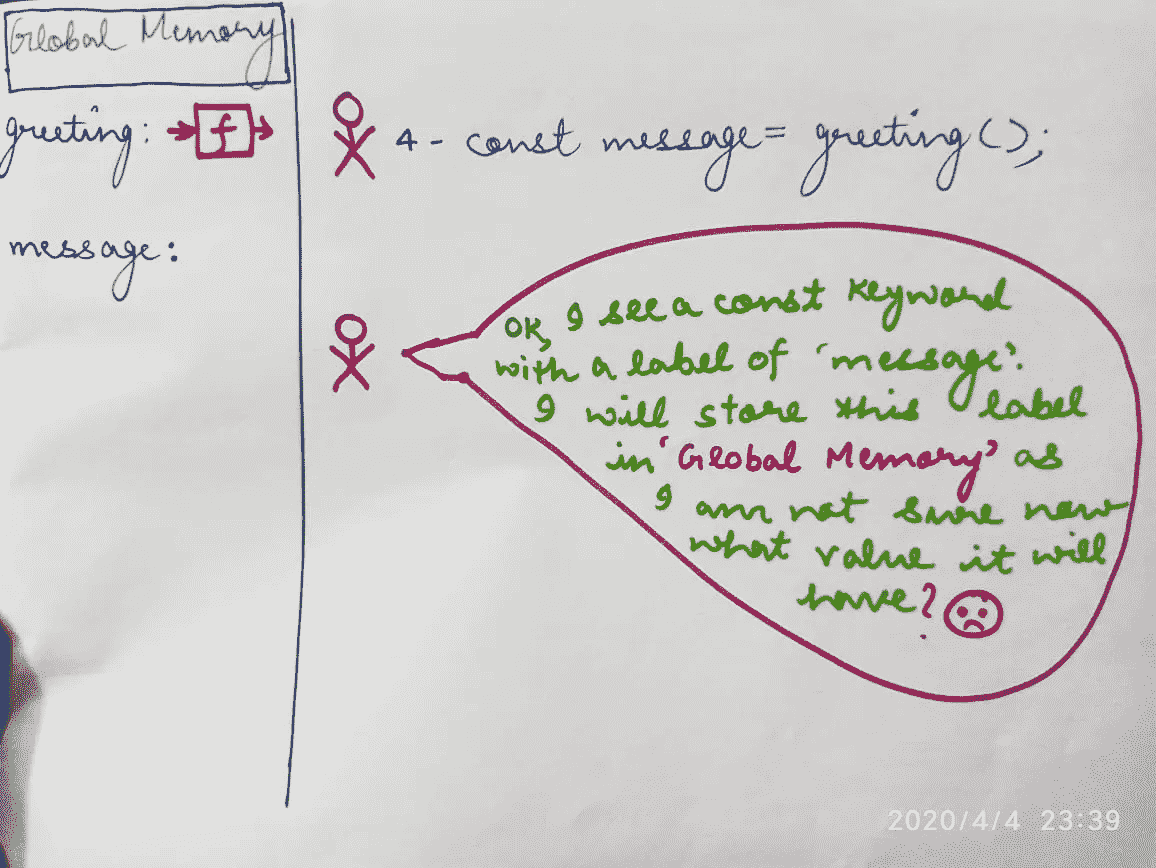 Global Memory
greeting: f
message:
4 - const message = greeting();
OK, I see a const keyword
with a label of 'message'.
I will store this label
in 'Global Memory' as
I am not sure now
what value it will
have?
2020/4/4 23:39